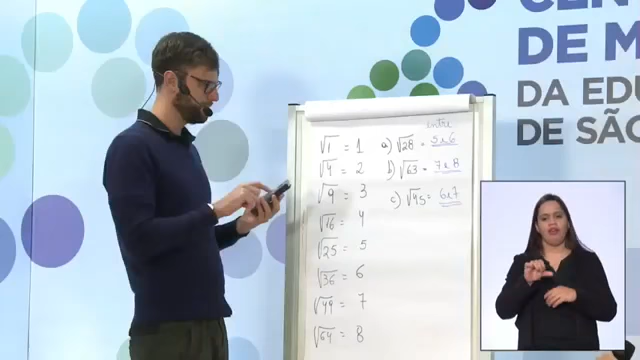 CEN
DE M
DA EDU
DE SÃO
entre
√1 = 1
√4 = 2
√9 = 3
√16 = 4
√25 = 5
√36 = 6
√49 = 7
√64 = 8
a) √28 = 5 e 6
b) √63 = 7 e 8
c) √45 = 6 e 7